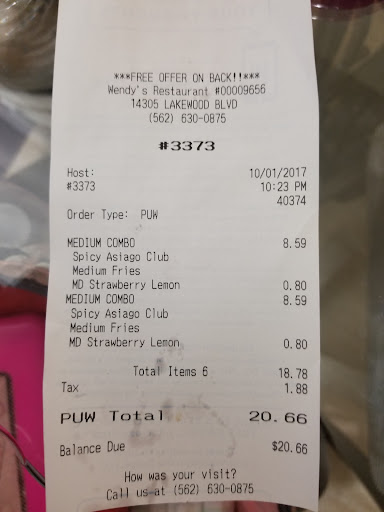 ***FREE OFFER ON BACK!!***
Wendy's Restaurant #00009656
14305 LAKEWOOD BLVD
(562) 630-0875
#3373
Host: 10/01/2017
#3373 10:23 PM
40374
Order Type: PUW
MEDIUM COMBO 8.59
Spicy Asiago Club
Medium Fries
MD Strawberry Lemon 0.80
MEDIUM COMBO 8.59
Spicy Asiago Club
Medium Fries
MD Strawberry Lemon 0.80
Total Items 6 18.78
Tax 1.88
PUW Total 20.66
Balance Due $20.66
How was your visit?
Call us at (562) 630-0875